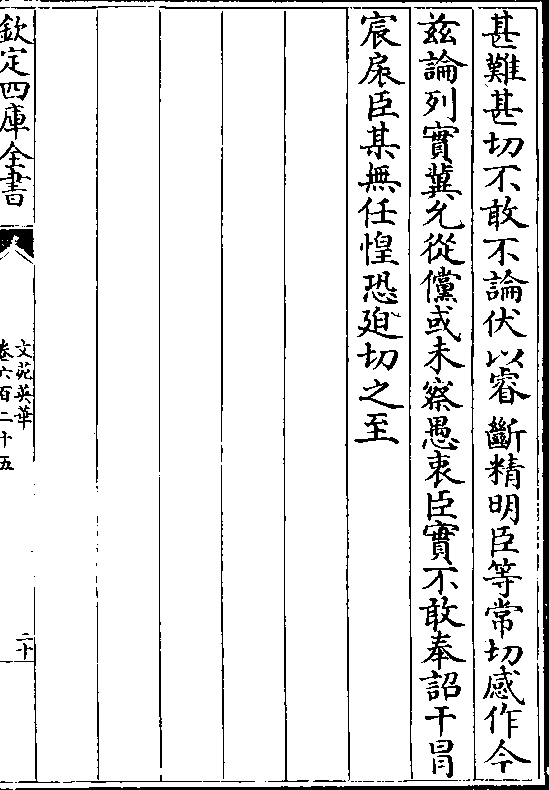 甚難甚切不敢不論伏以睿斷精明臣等常切感作今
茲論列實冀允從儻或未察愚衷臣實不敢奉詔干冒
宸扆臣某無任惶恐廹切之至
欽定四庫全書
文苑英華
卷六百二十五
二十